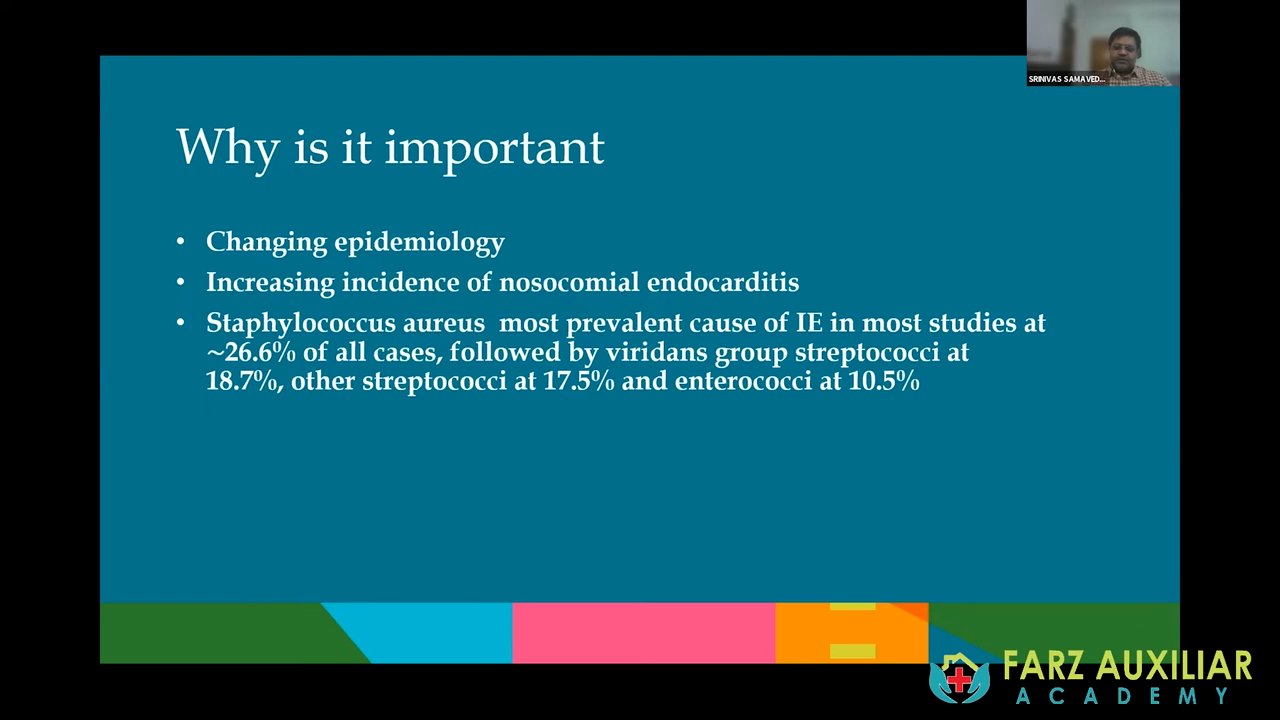 SRINIVAS SAMAVED...
Why is it important
• Changing epidemiology
• Increasing incidence of nosocomial endocarditis
• Staphylococcus aureus  most prevalent cause of IE in most studies at
~26.6% of all cases, followed by viridans group streptococci at
18.7%, other streptococci at 17.5% and enterococci at 10.5%
FARZ AUXILIAR
ACADEMY